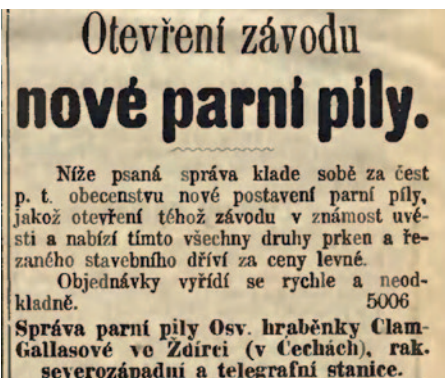 Otevření závodu
nové parní pily.
Níže psaná správa klade sobě za čest
p. t. obecenstvu nové postavení parní pily,
jakož otevření téhož závodu v známost uvé-
sti a nabízí tímto všechny druhy prken a ře-
zaného stavebního dříví za ceny levné.
Objednávky vyřídí se rychle a neod-
kladně. 5006
Správa parní pily Osv. hraběnky Clam-
Gallasové ve Ždírci (v Čechách), rak.
severozápadní a telegrafní stanice.